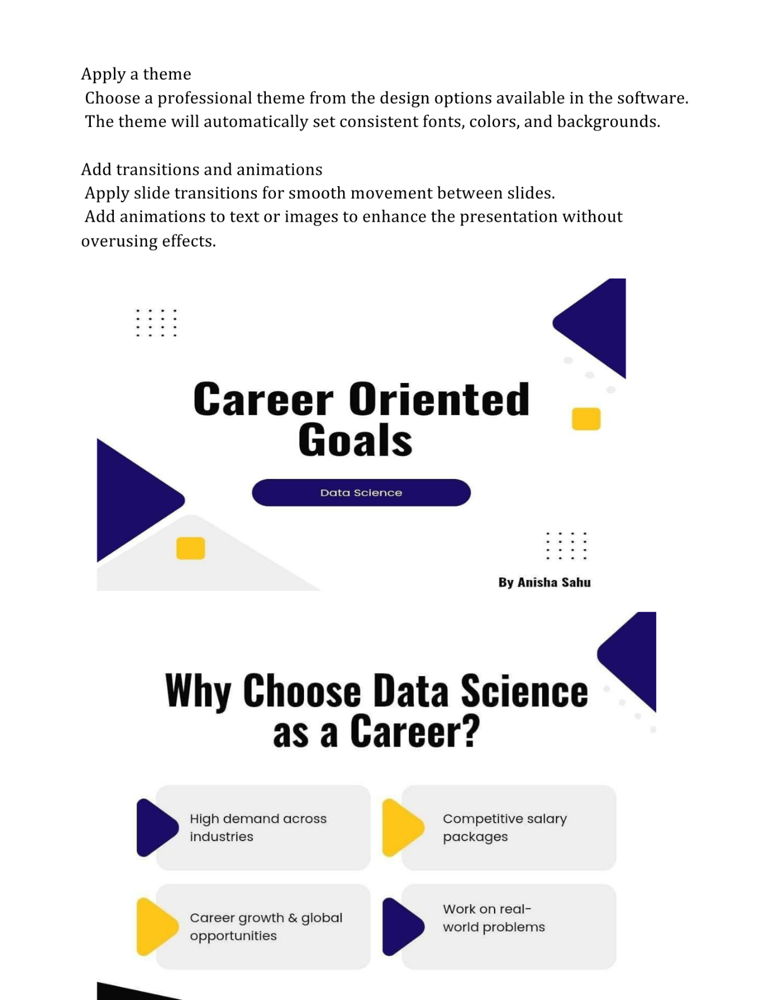 Apply a theme
Choose a professional theme from the design options available in the software.
The theme will automatically set consistent fonts, colors, and backgrounds.
Add transitions and animations
Apply slide transitions for smooth movement between slides.
Add animations to text or images to enhance the presentation without
overusing effects.
Career Oriented
Goals
Data Science
By Anisha Sahu
Why Choose Data Science
as a Career?
High demand across
industries
Competitive salary
packages
Career growth & global
opportunities
Work on real-
world problems